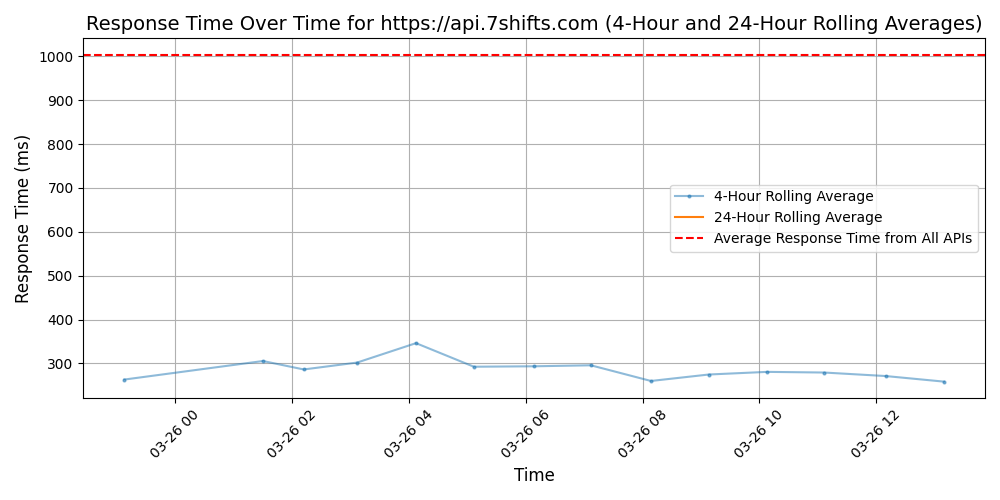 Response Time Over Time for https://api.7shifts.com (4-Hour and 24-Hour Rolling Averages)
Response Time (ms)
1000
900
800
700
600
500
400
300
4-Hour Rolling Average
24-Hour Rolling Average
Average Response Time from All APIs
03-26 00
03-26 02
03-26 04
03-26 06
03-26 08
03-26 10
03-26 12
Time